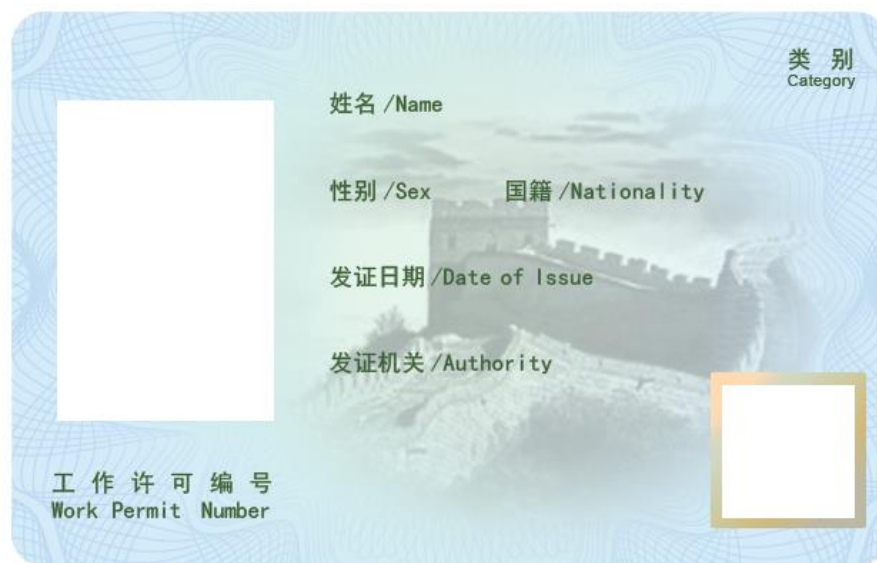 类 别
Category
姓名 /Name
性别 /Sex 国籍 /Nationality
发证日期 /Date of Issue
发证机关 /Authority
工 作 许 可 编 号
Work Permit Number